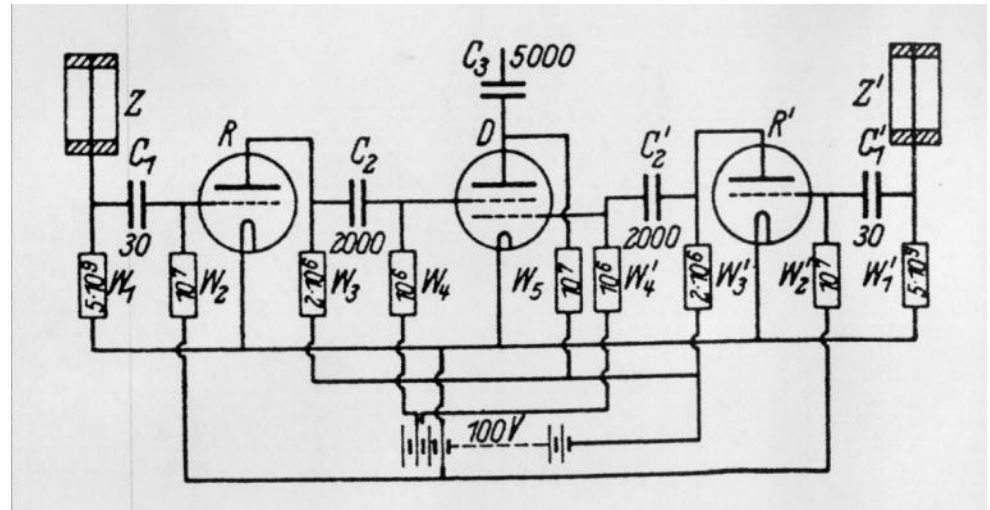 C₃ 5000
Z
Z'
C₁
R
C₂
D
C₂'
R'
C₁'
30
2000
2000
30
5·10⁹ W₁
10⁷ W₂
2·10⁶ W₃
10⁶ W₄
W₅ 10⁷
10⁶ W₄'
2·10⁶ W₃'
W₂' 10⁷
W₁' 5·10⁹
100V